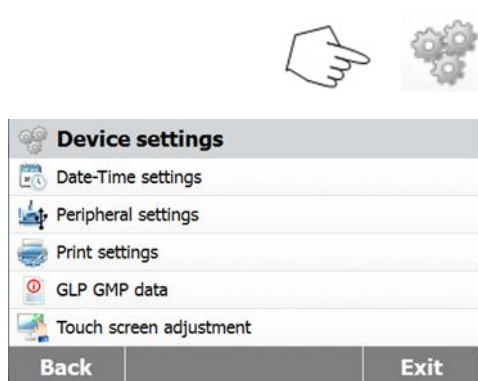 Device settings
Date-Time settings
Peripheral settings
Print settings
GLP GMP data
Touch screen adjustment
Back Exit